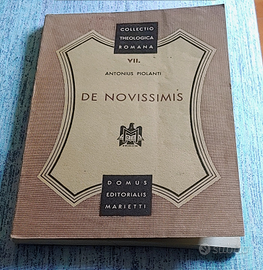 COLLECTIO
THEOLOGICA
ROMANA
VII.
ANTONIUS PIOLANTI
DE NOVISSIMIS
DOMUS
EDITORIALIS
MARIETTI